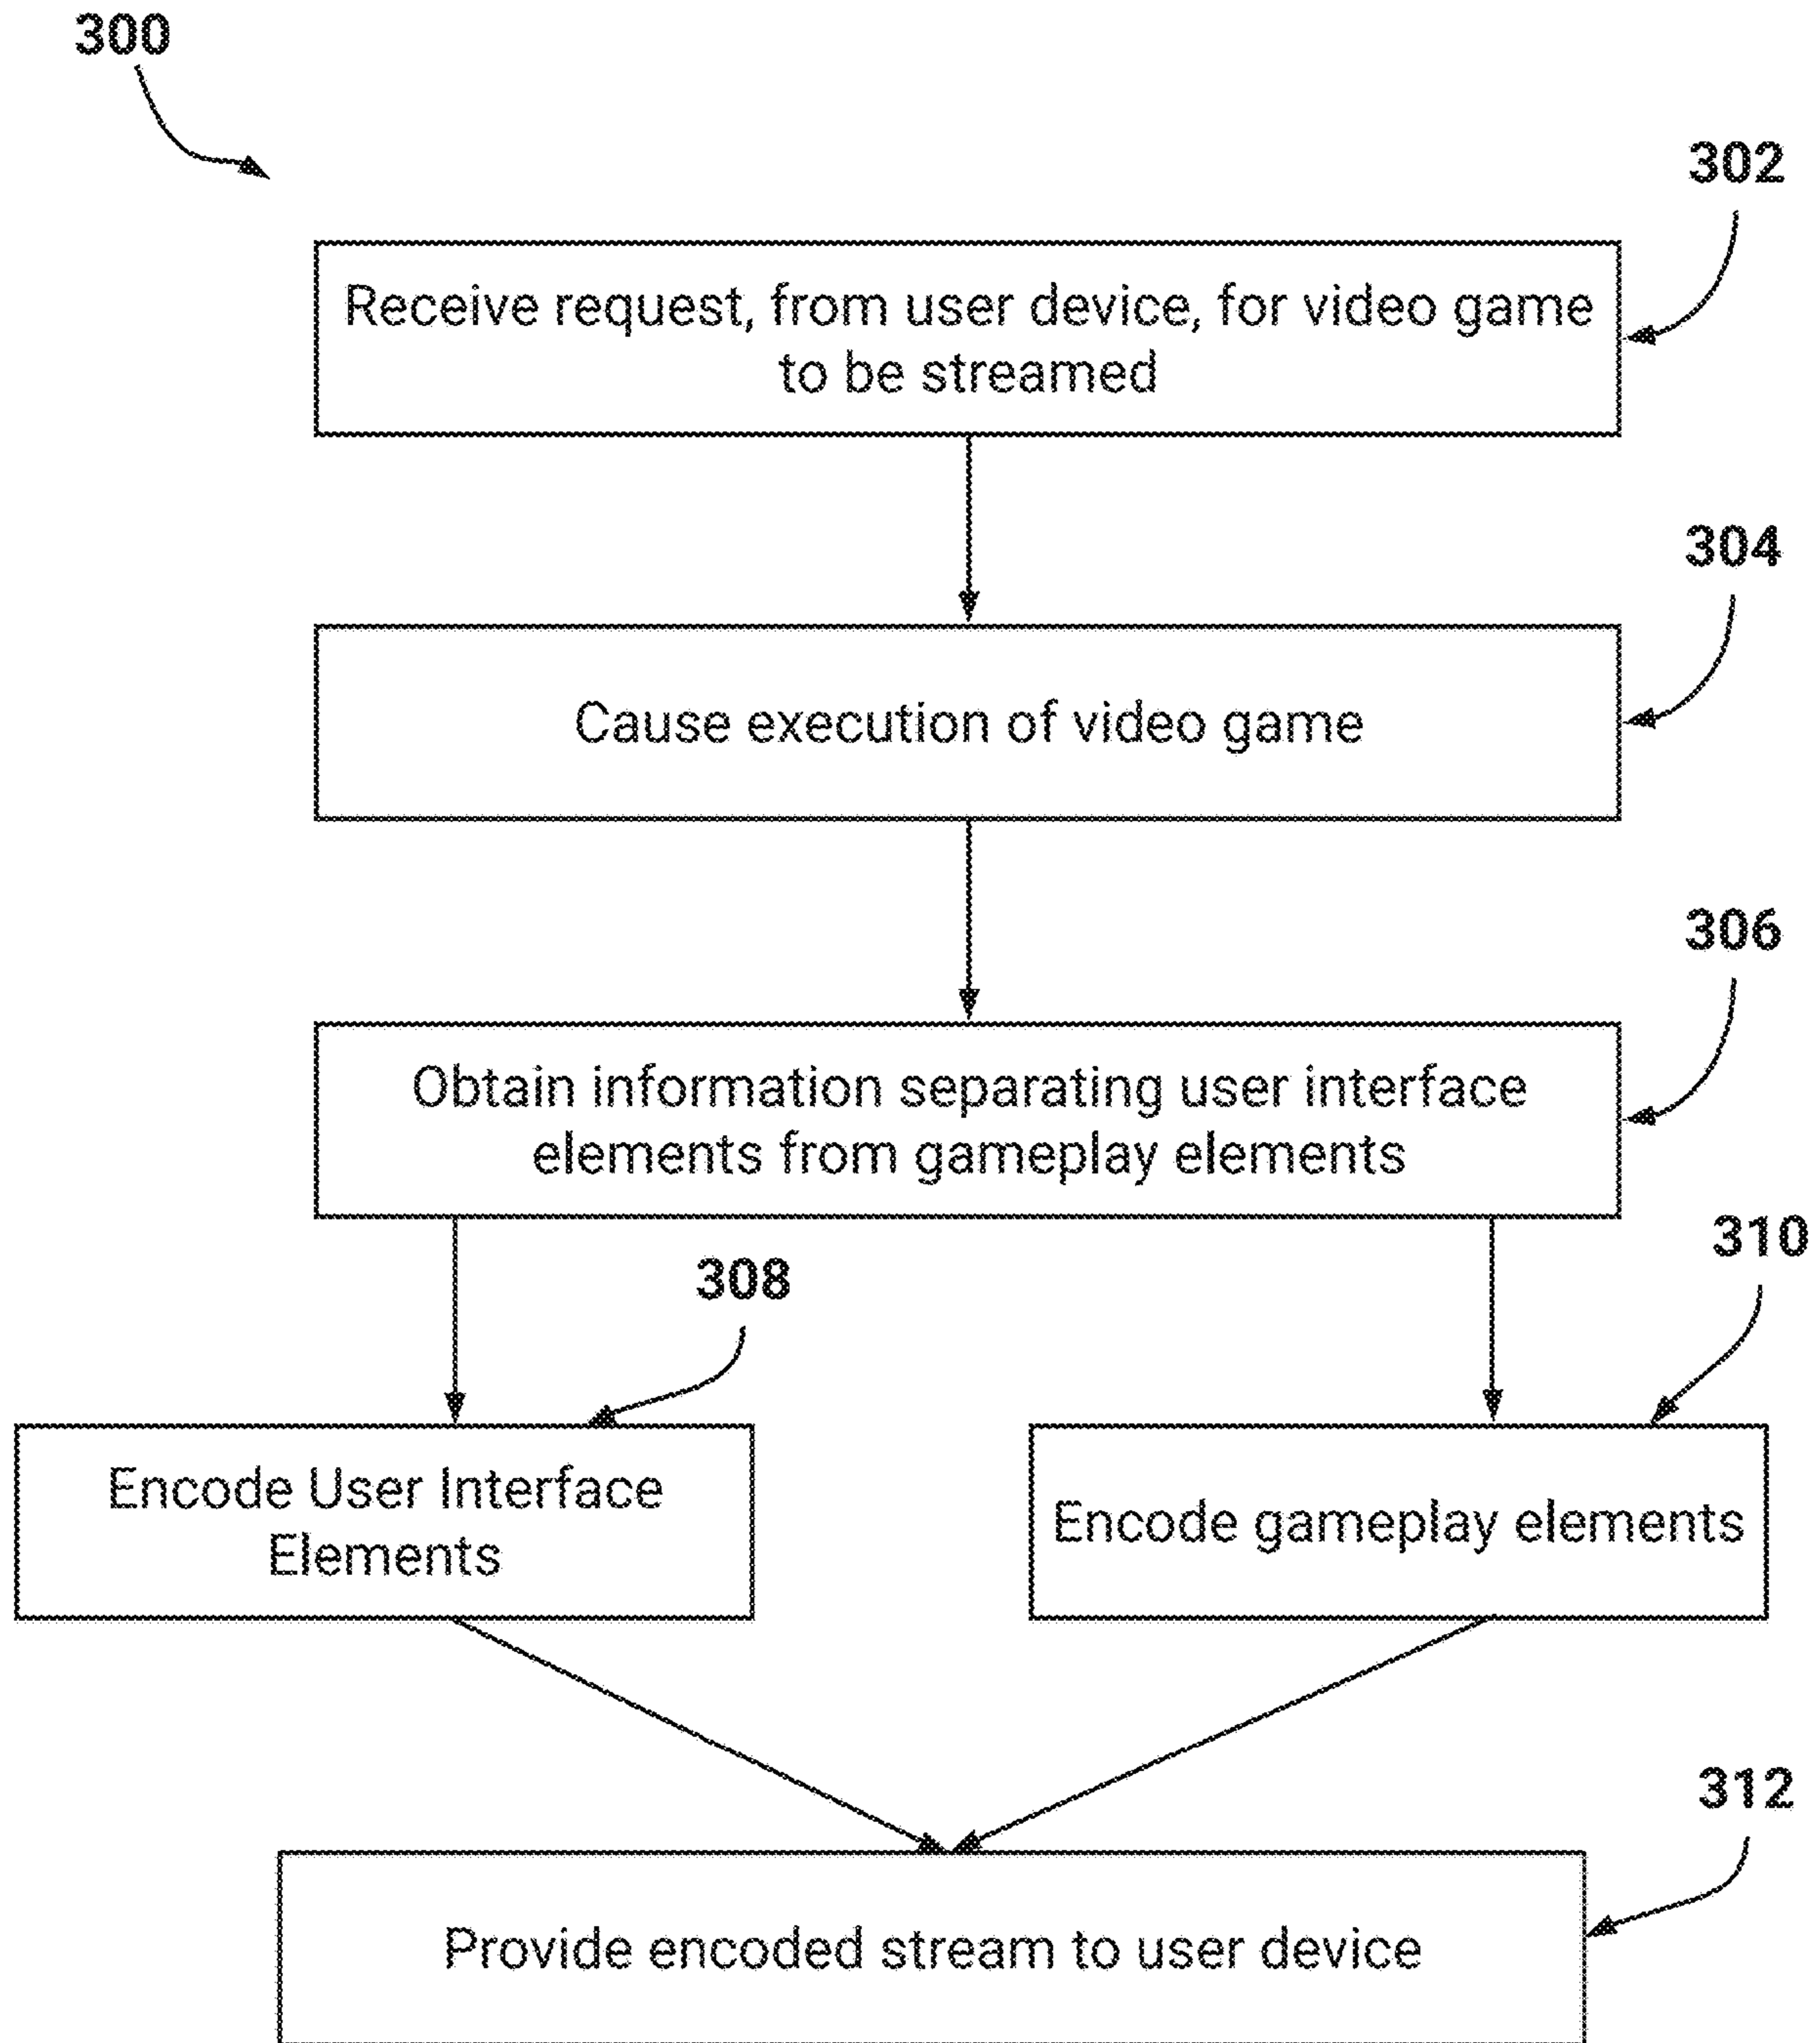 300
302
Receive request, from user device, for video game
to be streamed
304
Cause execution of video game
306
Obtain information separating user interface
elements from gameplay elements
308
310
Encode User Interface
Elements
Encode gameplay elements
312
Provide encoded stream to user device